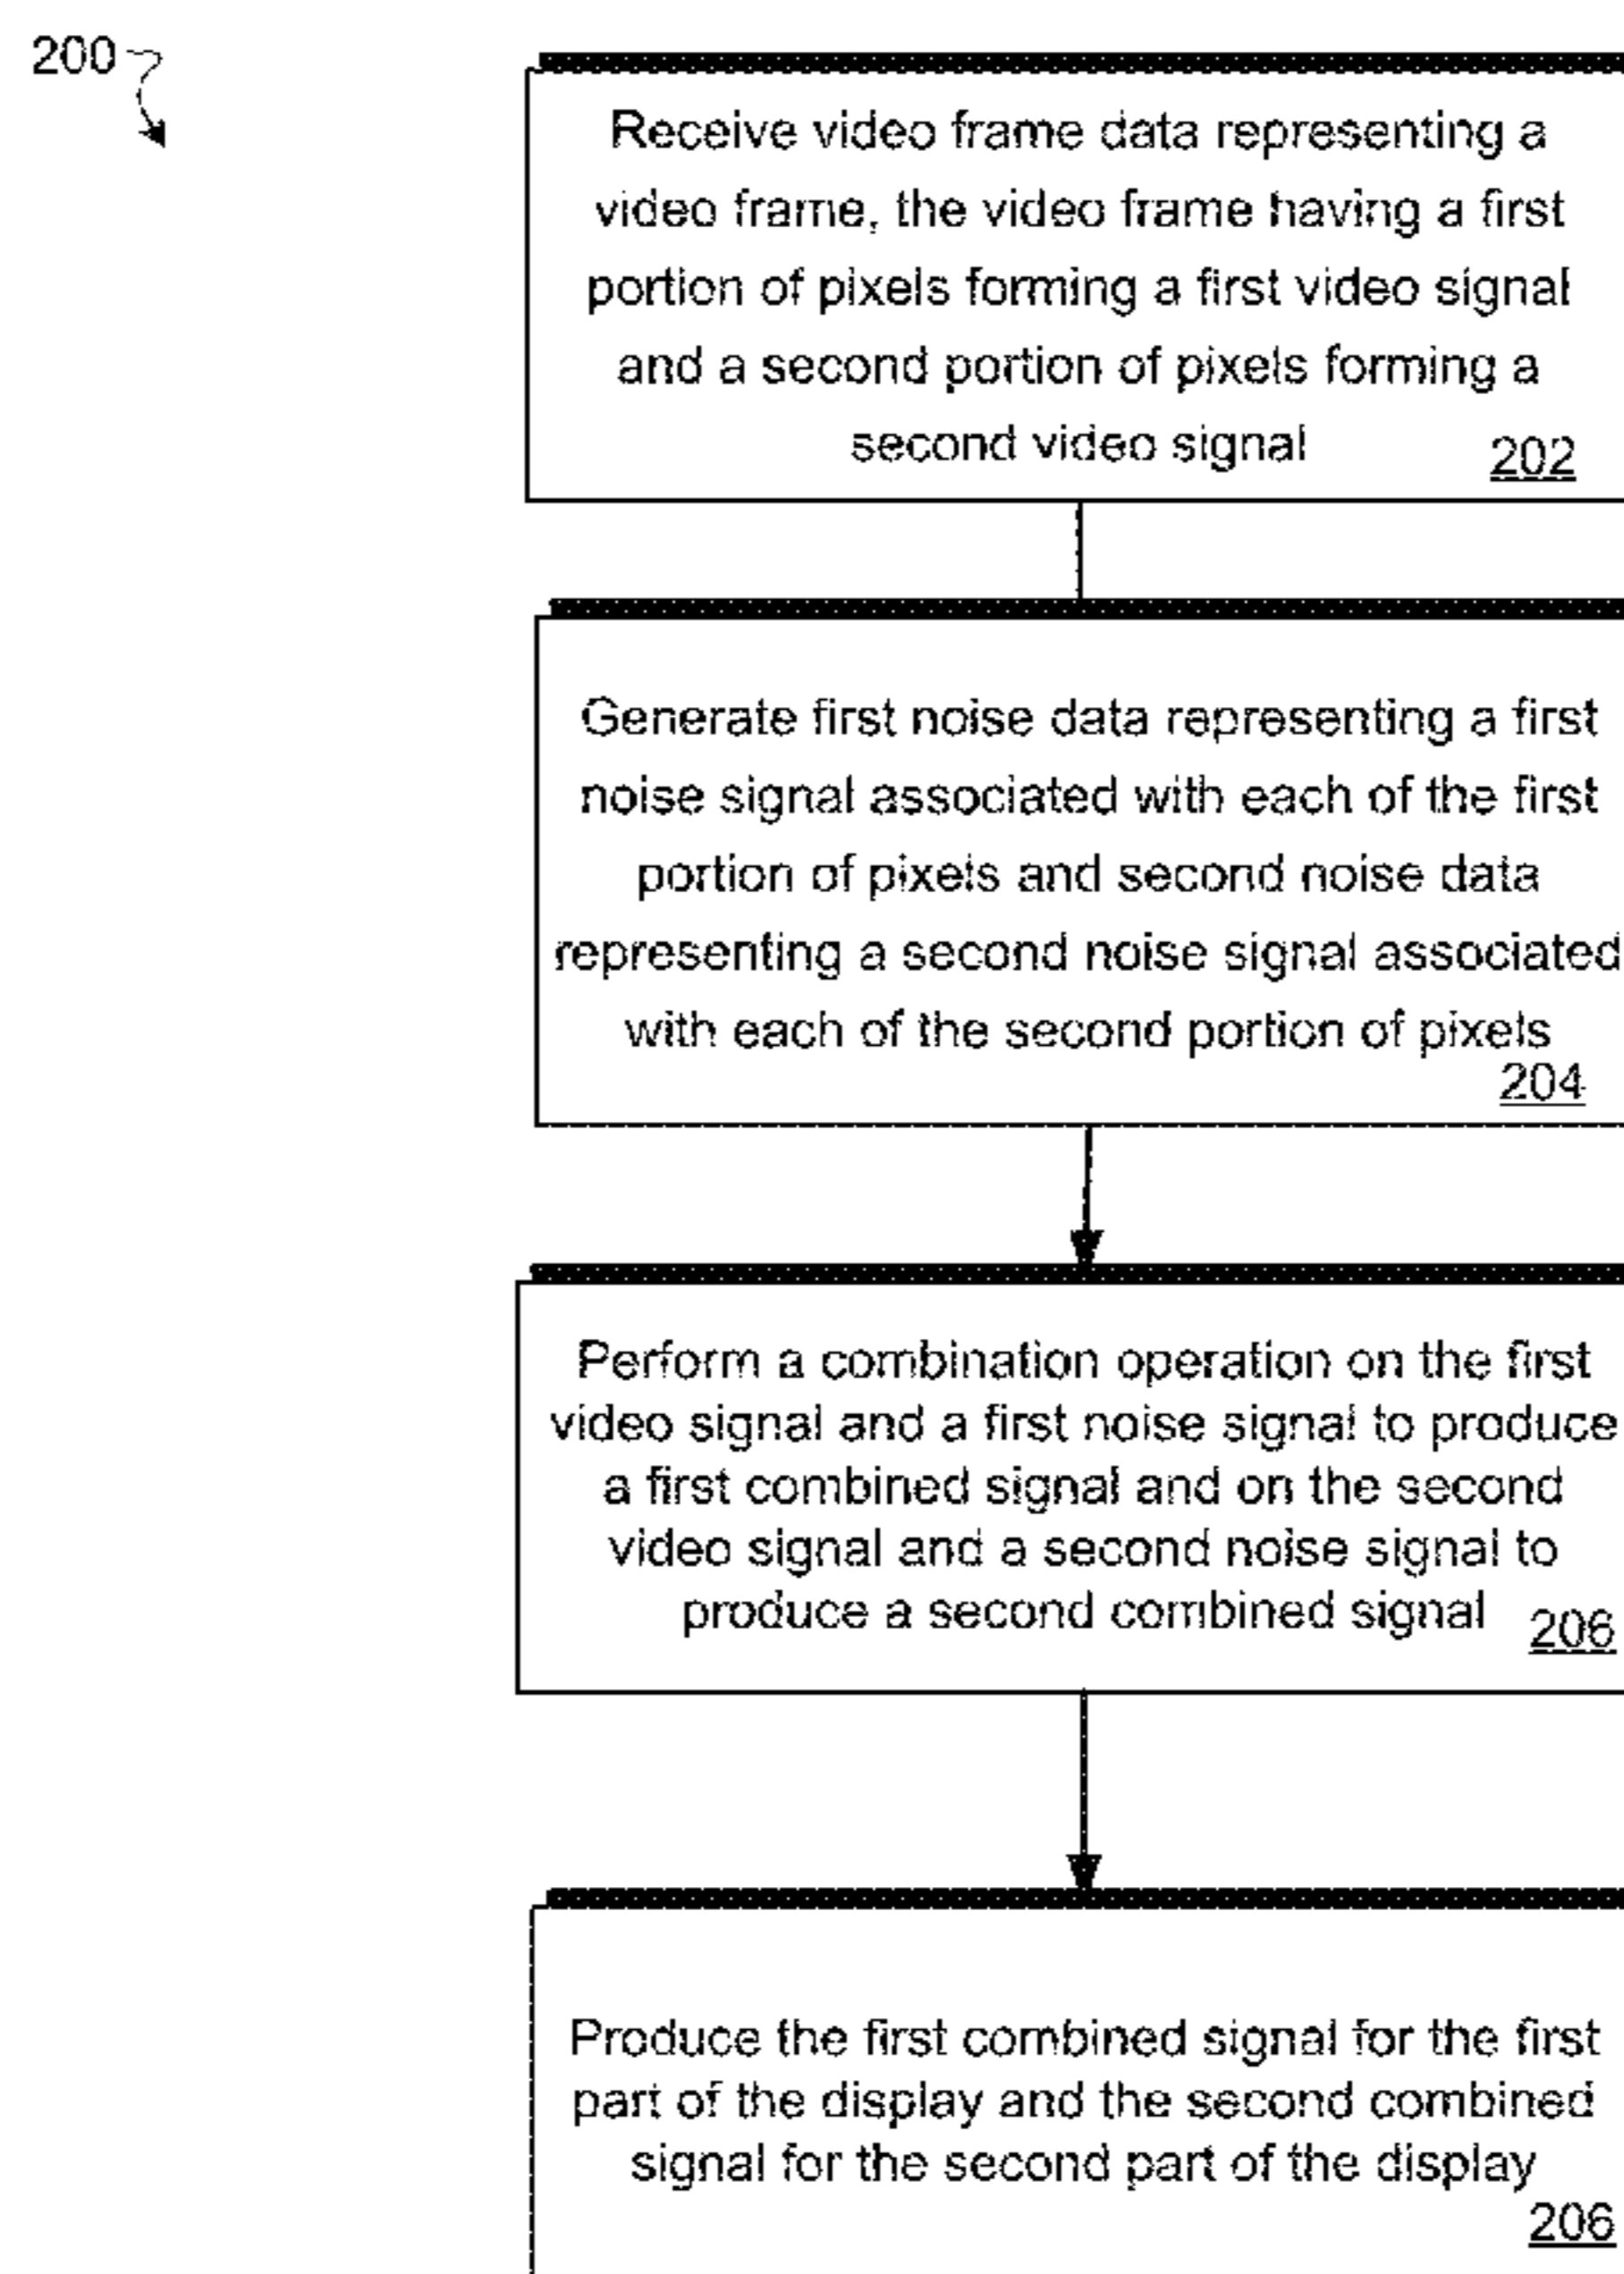 200
Receive video frame data representing a
video frame, the video frame having a first
portion of pixels forming a first video signal
and a second portion of pixels forming a
second video signal
202
Generate first noise data representing a first
noise signal associated with each of the first
portion of pixels and second noise data
representing a second noise signal associated
with each of the second portion of pixels
204
Perform a combination operation on the first
video signal and a first noise signal to produce
a first combined signal and on the second
video signal and a second noise signal to
produce a second combined signal
206
Produce the first combined signal for the first
part of the display and the second combined
signal for the second part of the display
206